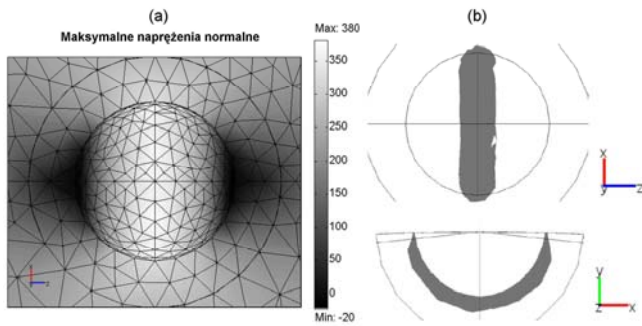 (a)
Maksymalne naprężenia normalne
Max: 380
350
300
250
200
150
100
50
0
Min: -20
x
z
(b)
X
y
Z
y
z
X